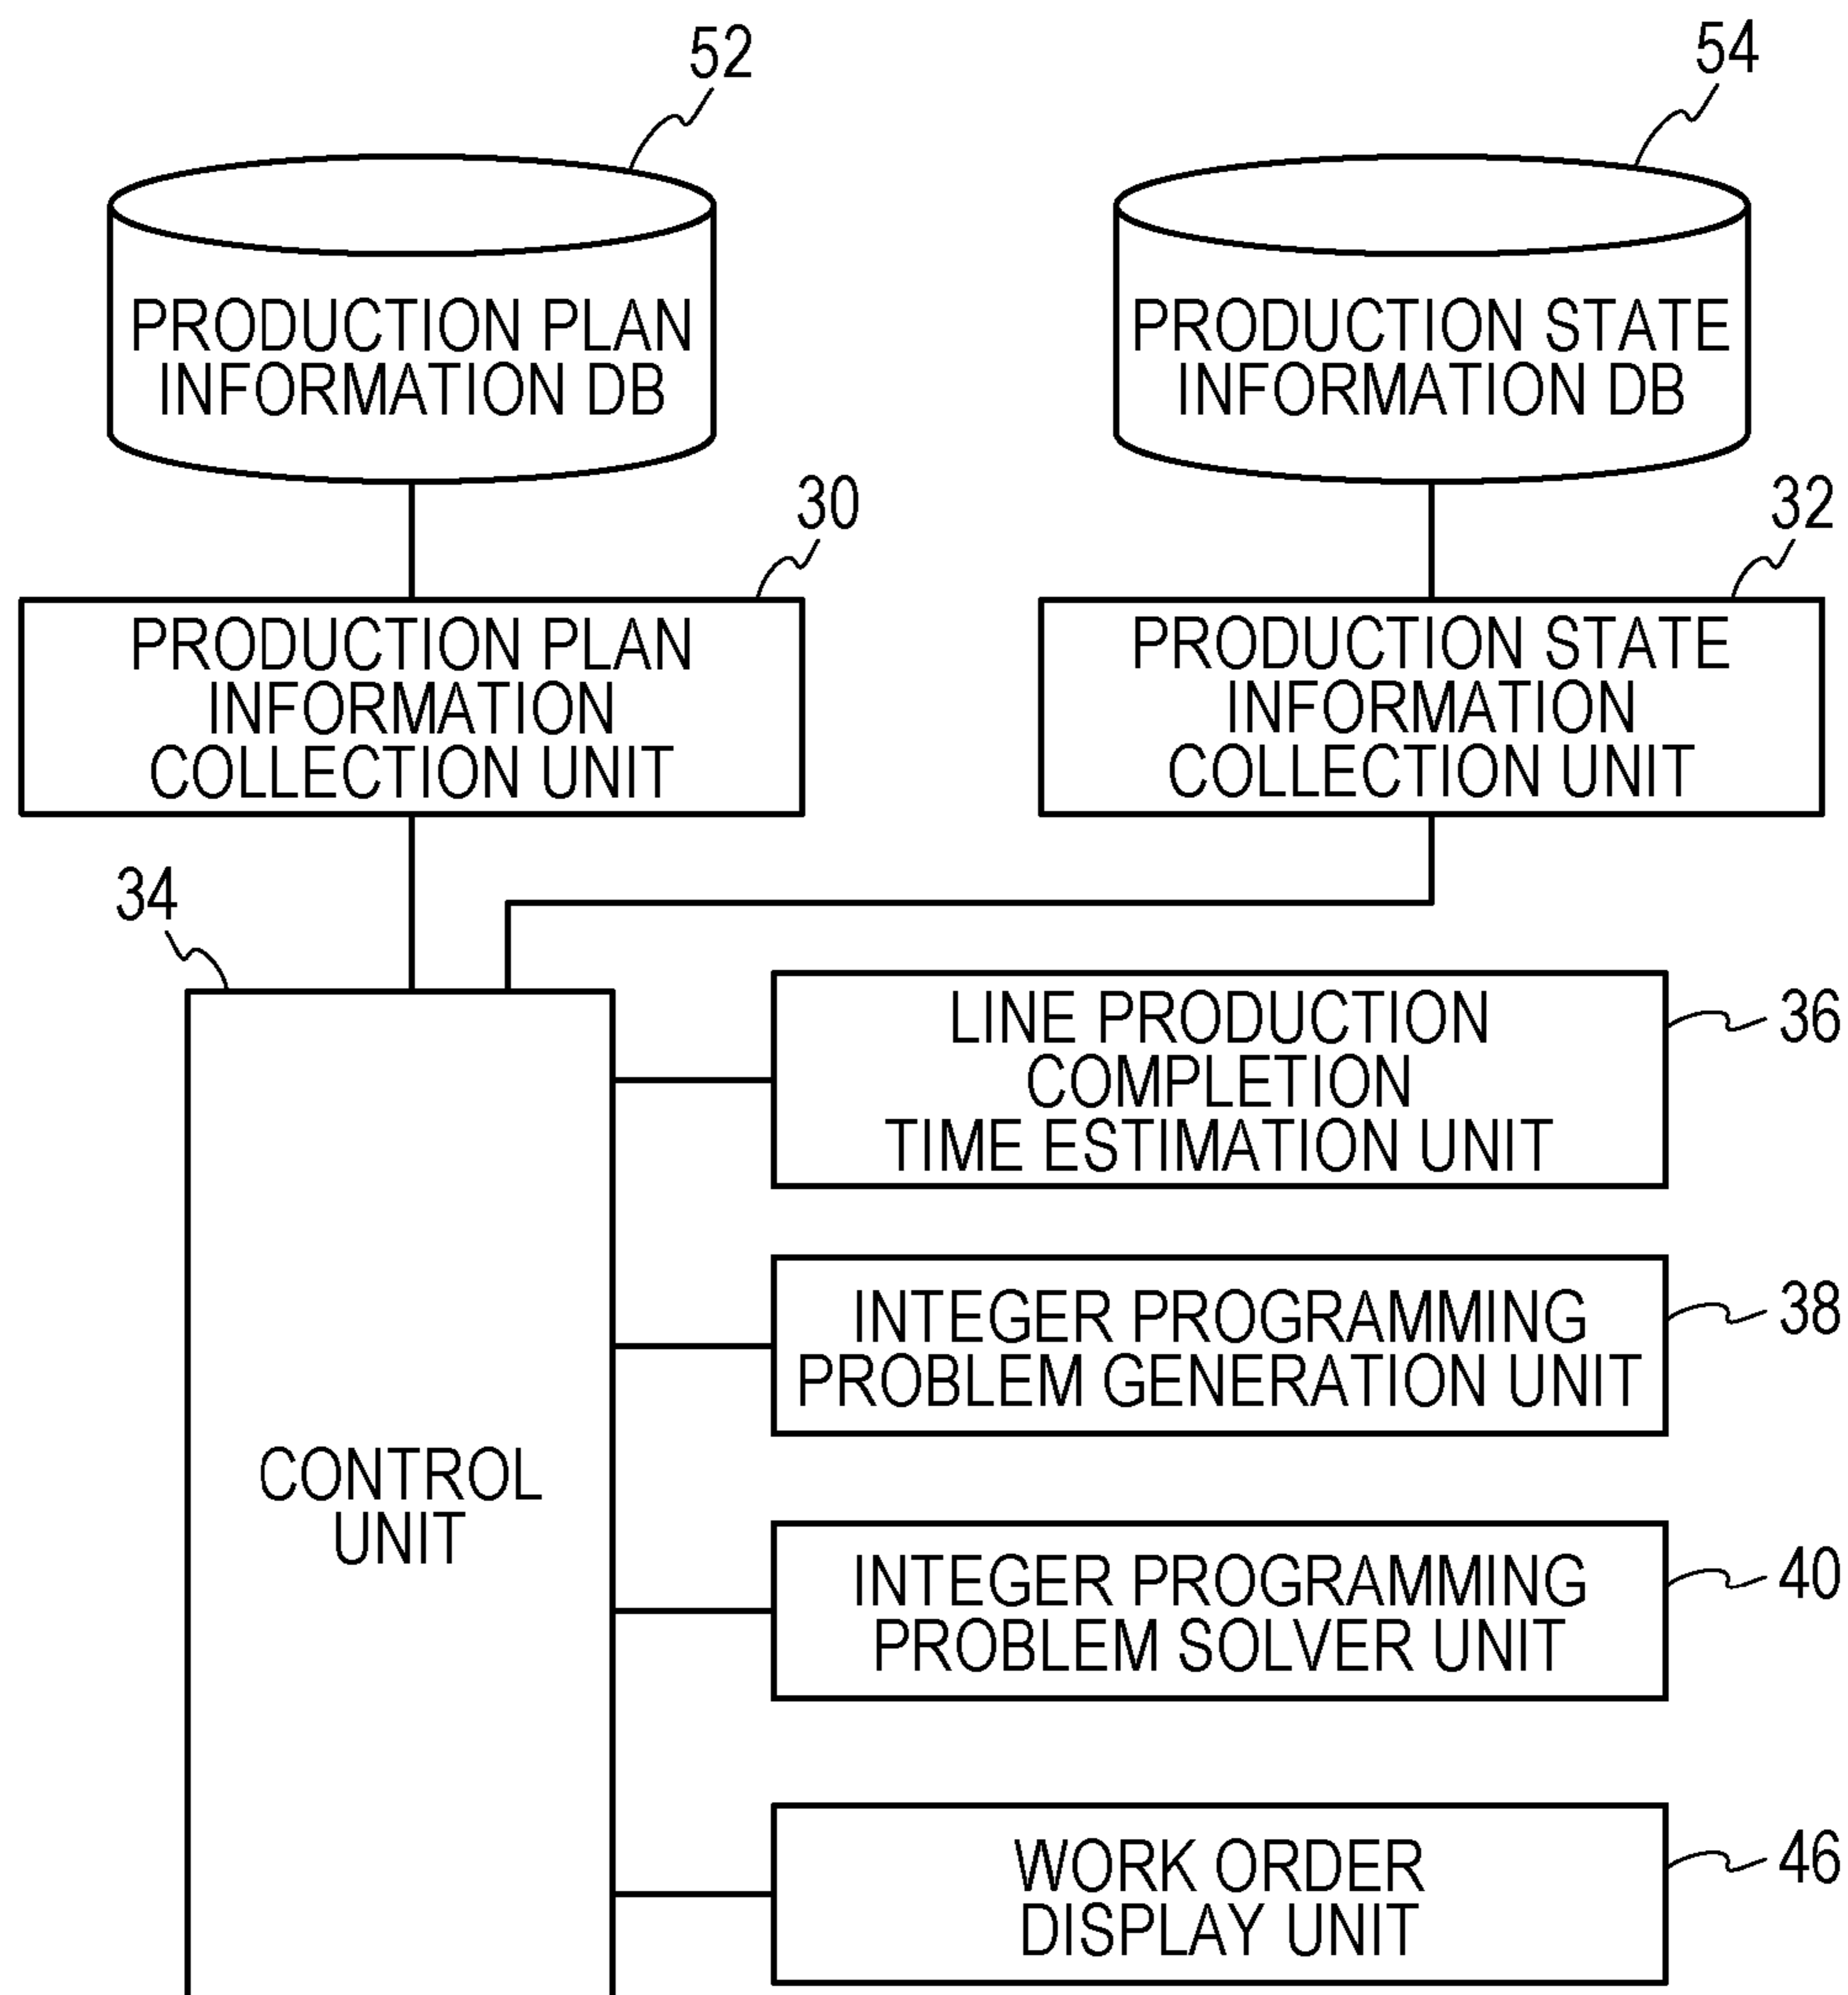 52
54
PRODUCTION PLAN
INFORMATION DB
PRODUCTION STATE
INFORMATION DB
30
32
PRODUCTION PLAN
INFORMATION
COLLECTION UNIT
PRODUCTION STATE
INFORMATION
COLLECTION UNIT
34
LINE PRODUCTION
COMPLETION
TIME ESTIMATION UNIT
36
INTEGER PROGRAMMING
PROBLEM GENERATION UNIT
38
CONTROL
UNIT
INTEGER PROGRAMMING
PROBLEM SOLVER UNIT
40
WORK ORDER
DISPLAY UNIT
46